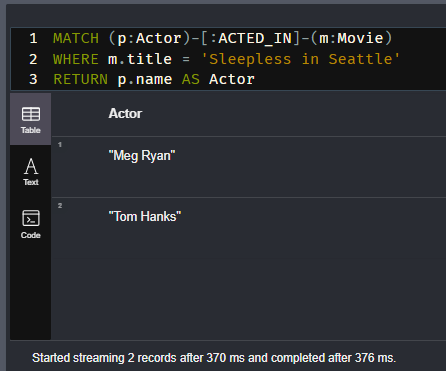 1 MATCH (p:Actor)-[:ACTED_IN]-(m:Movie)
2 WHERE m.title = 'Sleepless in Seattle'
3 RETURN p.name AS Actor
Table
Text
Code
Actor
1
"Meg Ryan"
2
"Tom Hanks"
Started streaming 2 records after 370 ms and completed after 376 ms.